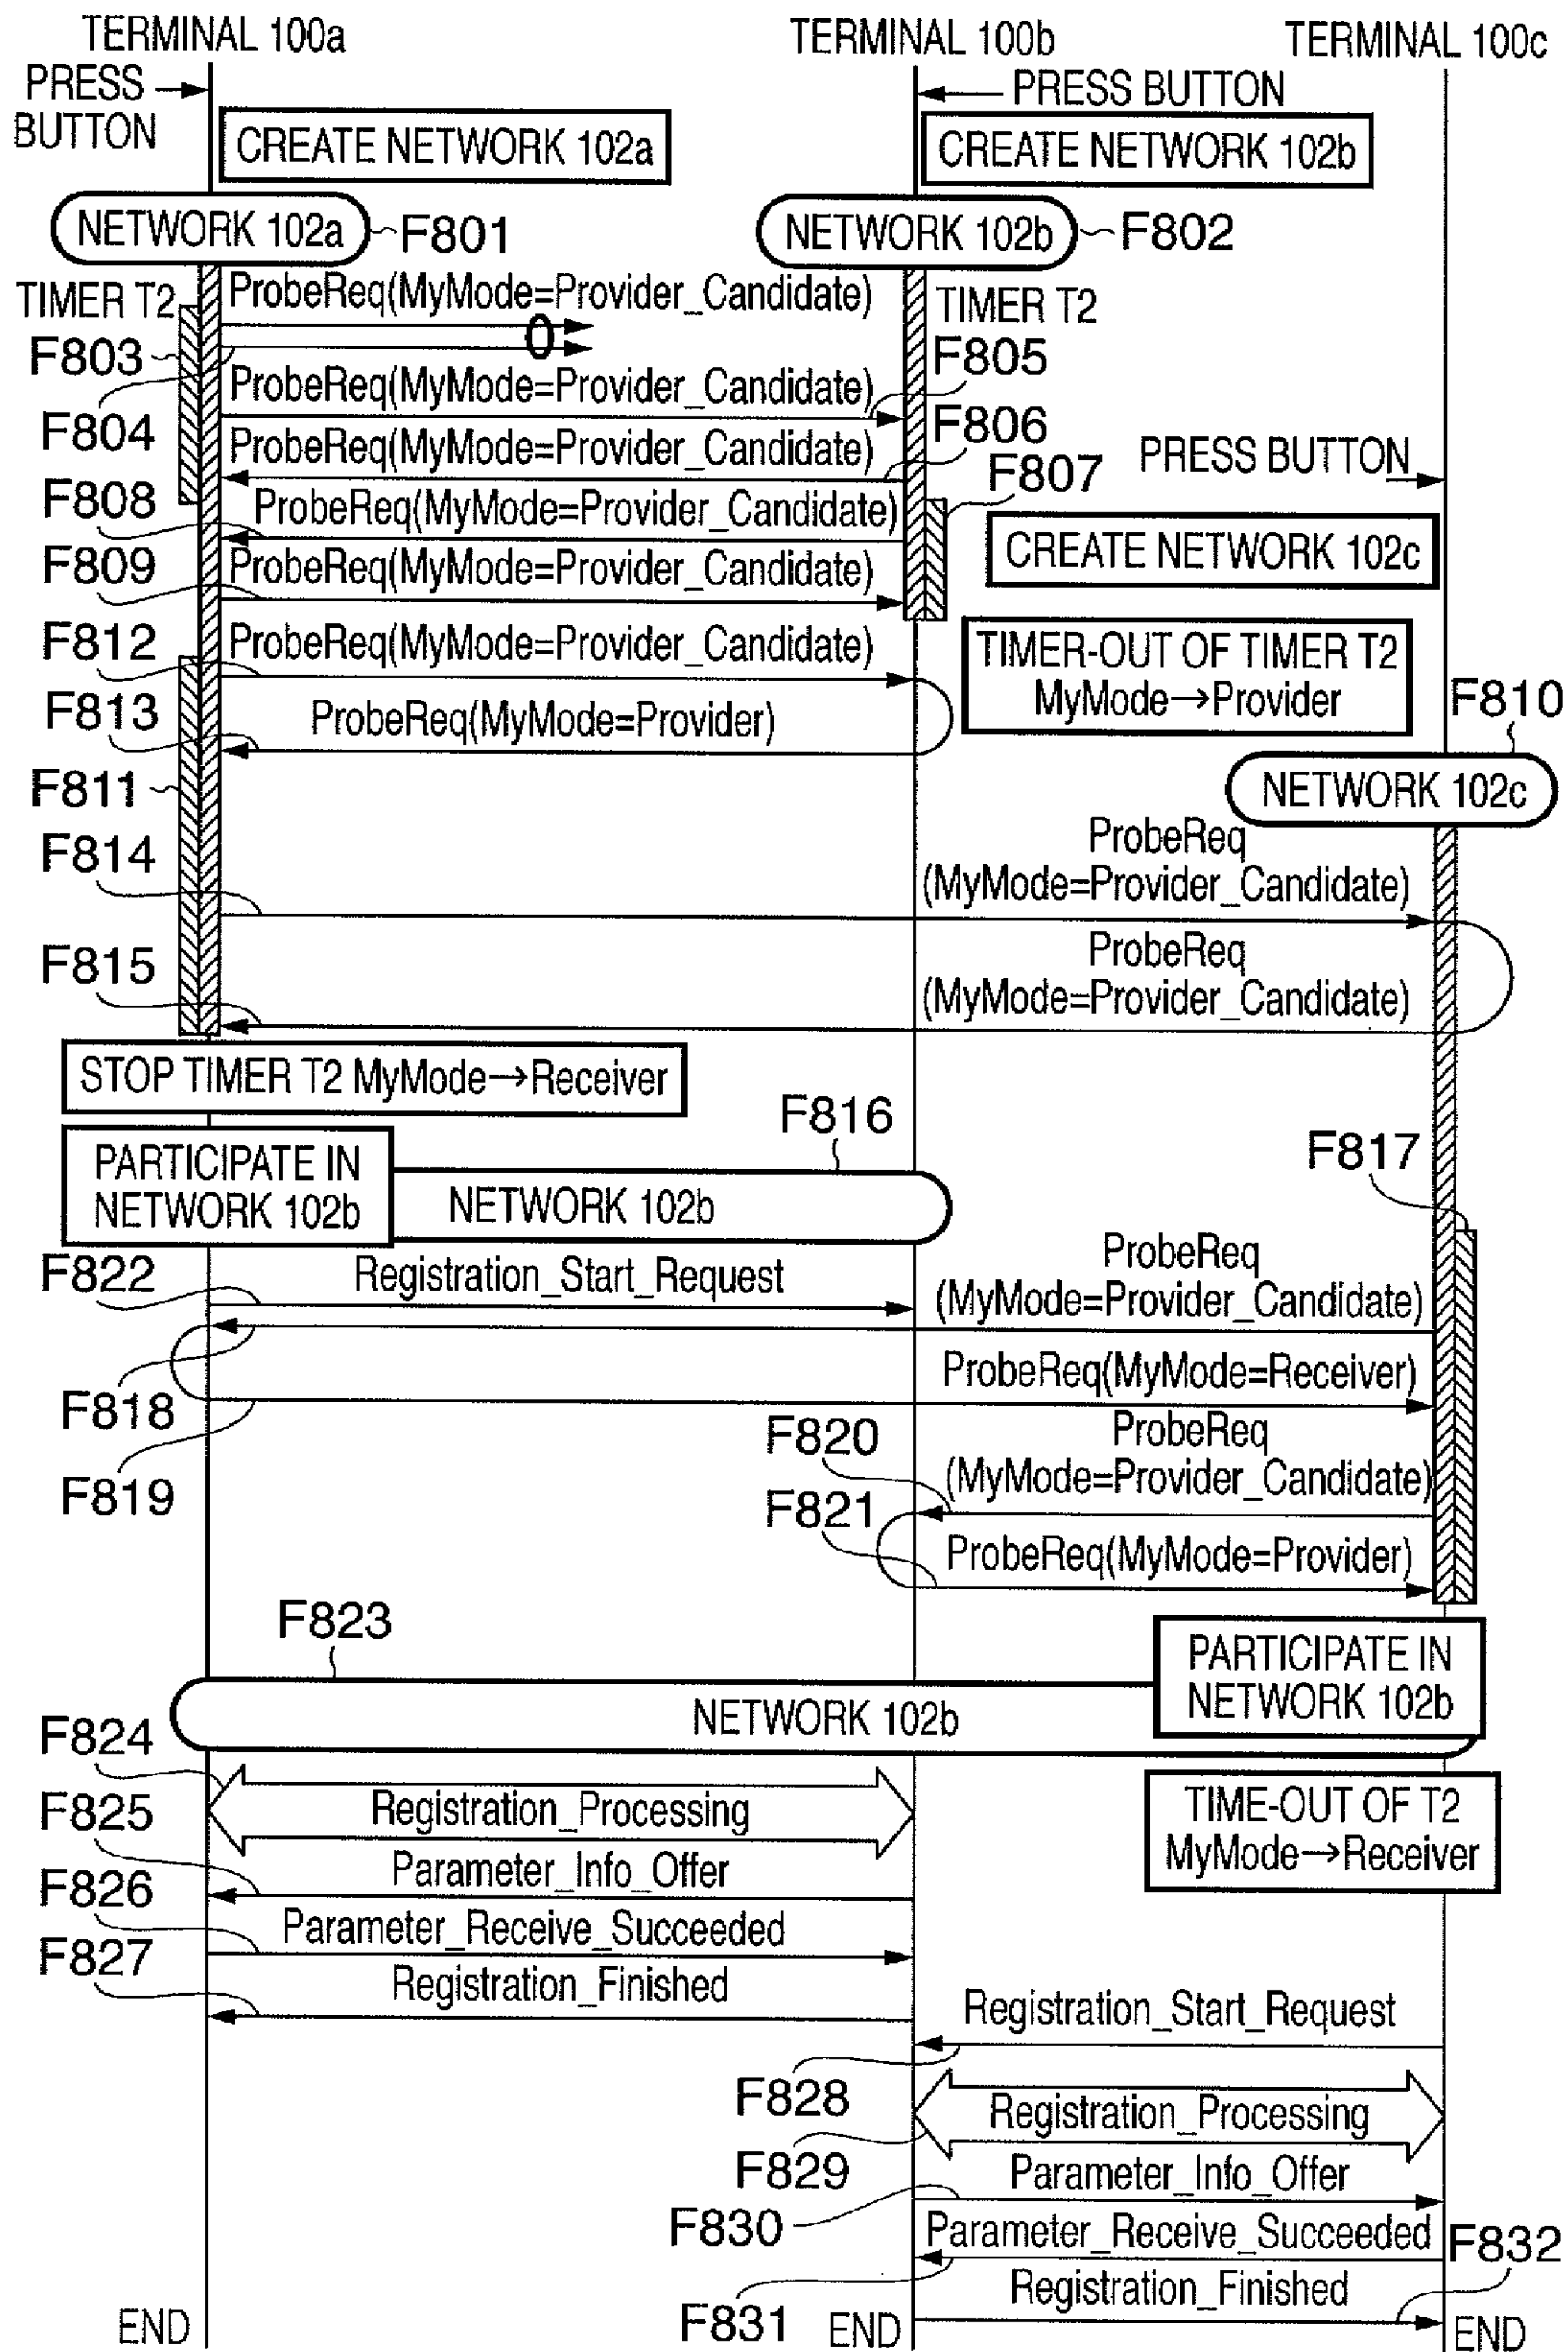 TERMINAL 100a
TERMINAL 100b
TERMINAL 100c
PRESS
BUTTON
PRESS BUTTON
CREATE NETWORK 102a
CREATE NETWORK 102b
NETWORK 102a
F801
NETWORK 102b
F802
TIMER T2
ProbeReq(MyMode=Provider_Candidate)
TIMER T2
F803
F805
ProbeReq(MyMode=Provider_Candidate)
F804
F806
ProbeReq(MyMode=Provider_Candidate)
PRESS BUTTON
F807
F808
ProbeReq(MyMode=Provider_Candidate)
CREATE NETWORK 102c
F809
ProbeReq(MyMode=Provider_Candidate)
F812
ProbeReq(MyMode=Provider_Candidate)
TIMER-OUT OF TIMER T2
MyMode→Provider
F810
F813
ProbeReq(MyMode=Provider)
F811
NETWORK 102c
F814
ProbeReq
(MyMode=Provider_Candidate)
F815
ProbeReq
(MyMode=Provider_Candidate)
STOP TIMER T2 MyMode→Receiver
F816
PARTICIPATE IN
NETWORK 102b
NETWORK 102b
F817
F822
Registration_Start_Request
ProbeReq
(MyMode=Provider_Candidate)
F818
ProbeReq(MyMode=Receiver)
F819
F820
ProbeReq
(MyMode=Provider_Candidate)
F821
ProbeReq(MyMode=Provider)
F823
PARTICIPATE IN
NETWORK 102b
NETWORK 102b
F824
Registration_Processing
TIME-OUT OF T2
MyMode→Receiver
F825
Parameter_Info_Offer
F826
Parameter_Receive_Succeeded
F827
Registration_Finished
Registration_Start_Request
F828
Registration_Processing
F829
Parameter_Info_Offer
F830
Parameter_Receive_Succeeded
F832
F831
Registration_Finished
END
END
END